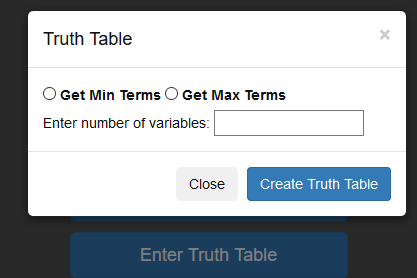 Truth Table ×
Get Min Terms Get Max Terms
Enter number of variables:
Close Create Truth Table
Enter Truth Table